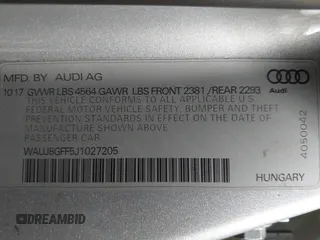 MFD. BY AUDI AG
Audi
10 17 GVWR LBS 4564 GAWR LBS FRONT 2381 / REAR 2293
THIS VEHICLE CONFORMS TO ALL APPLICABLE U.S.
FEDERAL MOTOR VEHICLE SAFETY, BUMPER AND THEFT
PREVENTION STANDARDS IN EFFECT ON THE DATE OF
MANUFACTURE SHOWN ABOVE
PASSENGER CAR
WAUU8GFF5J1027205
HUNGARY
4050042
DREAMBID